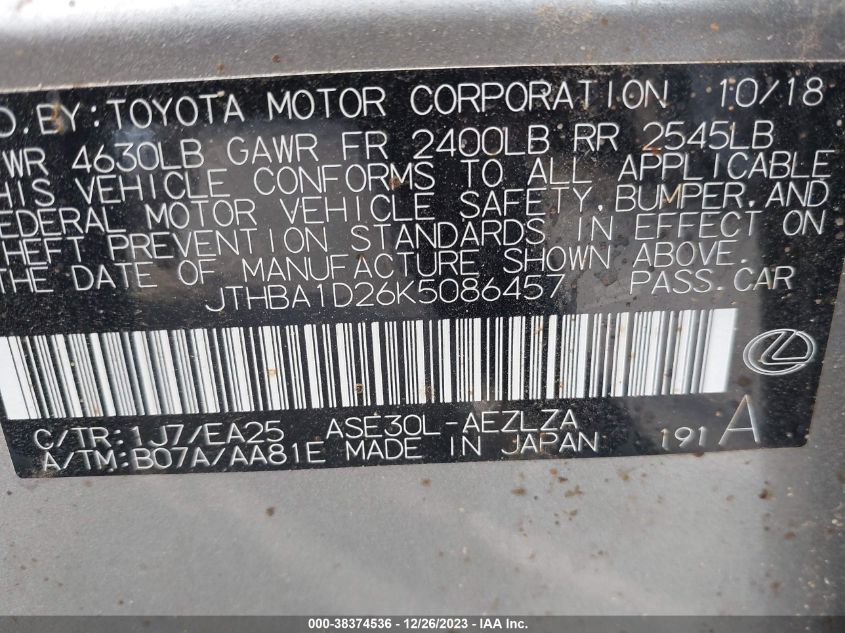 D.BY:TOYOTA MOTOR CORPORATION 10/18
WR 4630LB GAWR FR 2400LB RR 2545LB
HIS VEHICLE CONFORMS TO ALL APPLICABLE
FEDERAL MOTOR VEHICLE SAFETY,BUMPER,AND
THEFT PREVENTION STANDARDS IN EFFECT ON
THE DATE OF MANUFACTURE SHOWN ABOVE.
JTHBA1D26K5086457 PASS.CAR
C/TR:1J7/EA25 ASE30L-AEZLZA
A/TM:B07A/AA81E MADE IN JAPAN 191 A
000-38374536 - 12/26/2023 - IAA Inc.